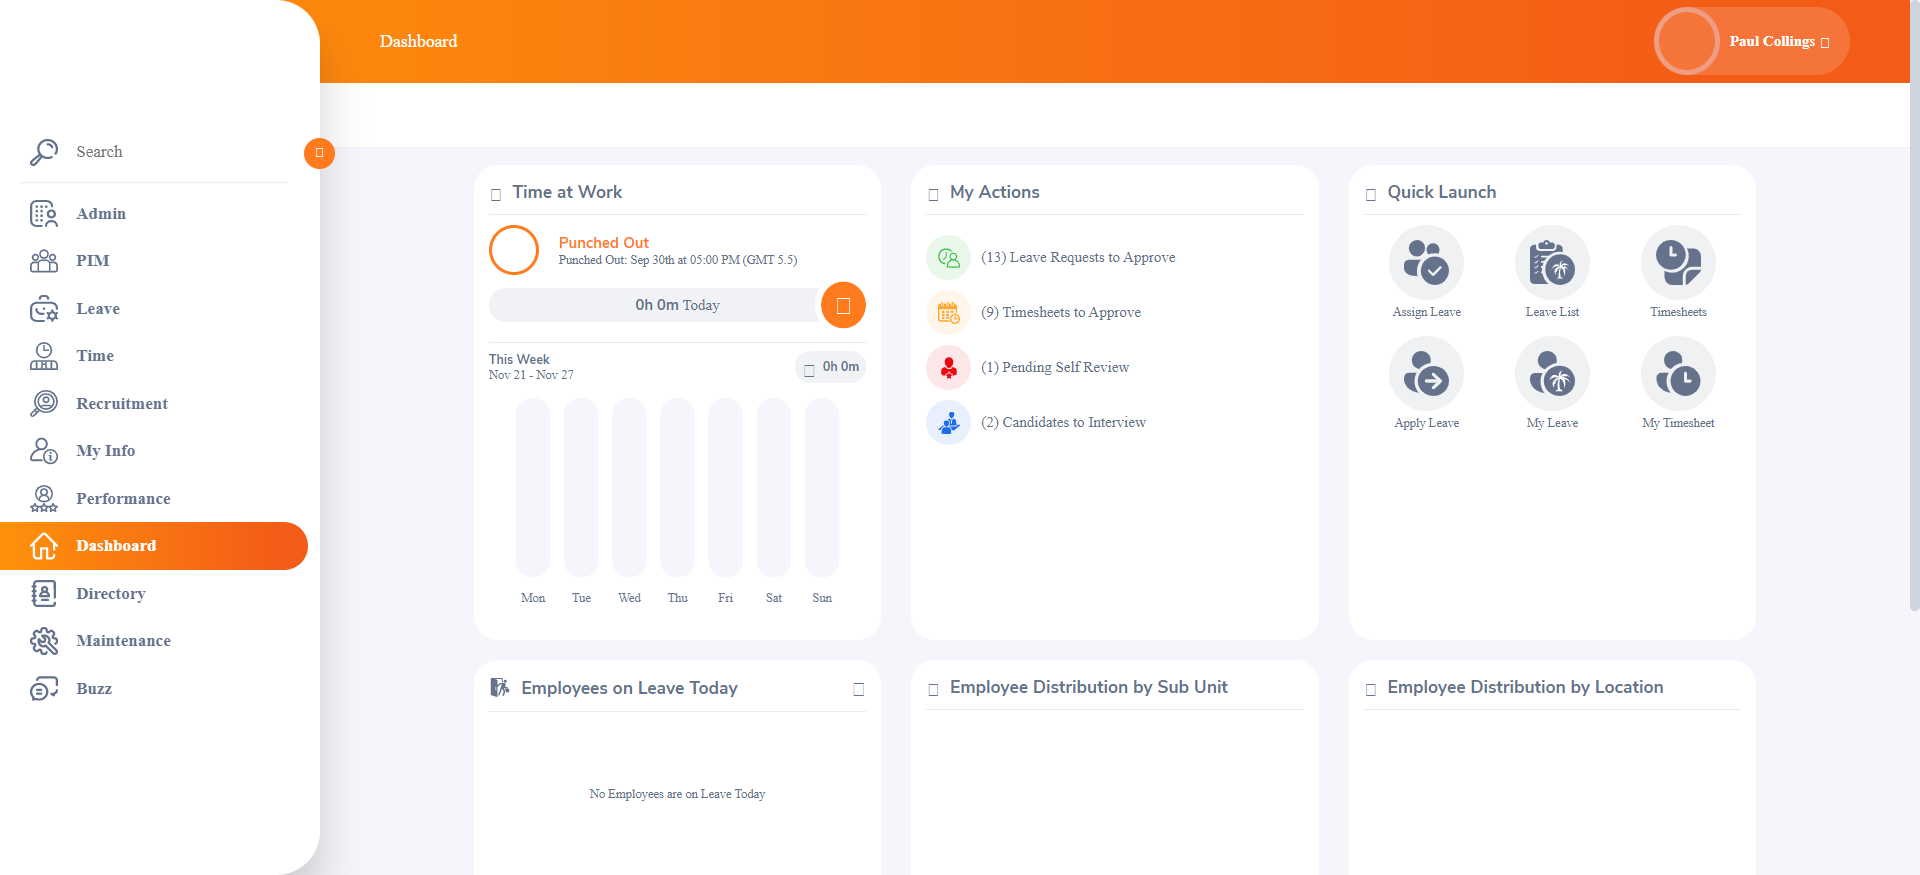 Dashboard
Paul Collings
Search
Admin
PIM
Leave
Time
Recruitment
My Info
Performance
Dashboard
Directory
Maintenance
Buzz
Time at Work
Punched Out
Punched Out: Sep 30th at 05:00 PM (GMT 5.5)
0h 0m Today
This Week
Nov 21 - Nov 27
0h 0m
Mon Tue Wed Thu Fri Sat Sun
My Actions
(13) Leave Requests to Approve
(9) Timesheets to Approve
(1) Pending Self Review
(2) Candidates to Interview
Quick Launch
Assign Leave
Leave List
Timesheets
Apply Leave
My Leave
My Timesheet
Employees on Leave Today
No Employees are on Leave Today
Employee Distribution by Sub Unit
Employee Distribution by Location